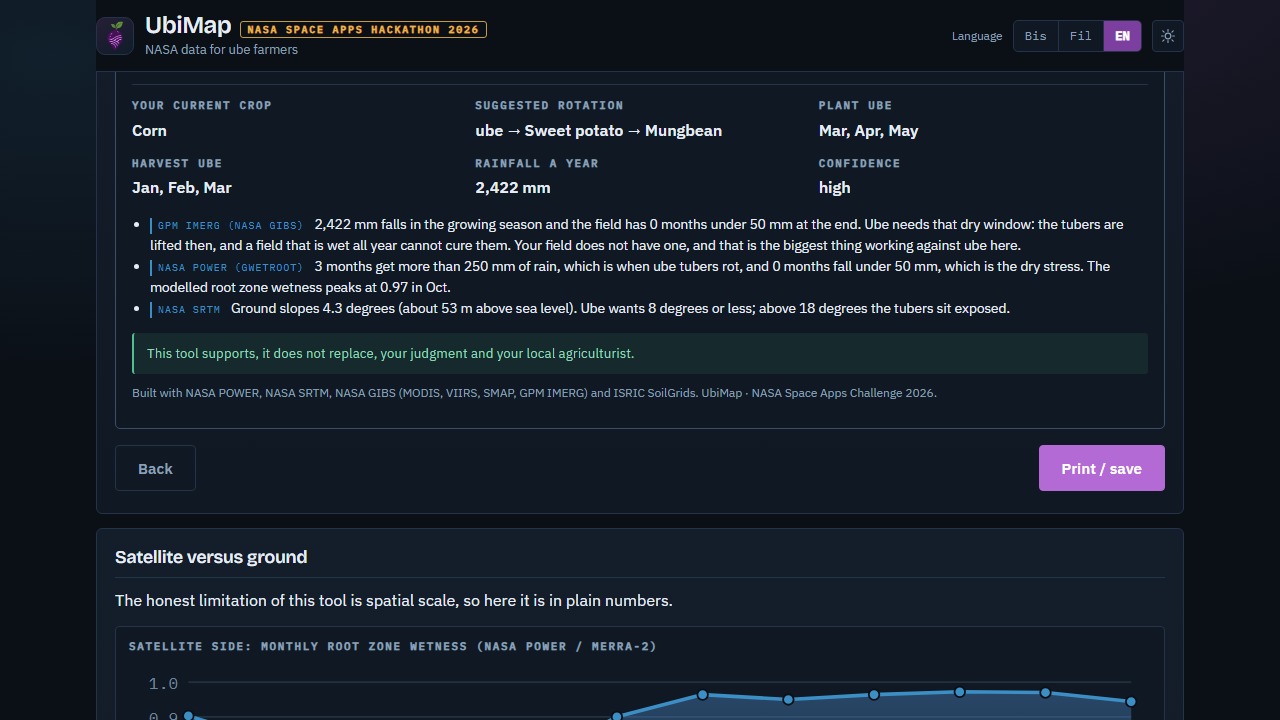 UbiMap NASA SPACE APPS HACKATHON 2026
NASA data for ube farmers
Language Bis Fil EN
YOUR CURRENT CROP
Corn
SUGGESTED ROTATION
ube → Sweet potato → Mungbean
PLANT UBE
Mar, Apr, May
HARVEST UBE
Jan, Feb, Mar
RAINFALL A YEAR
2,422 mm
CONFIDENCE
high
• GPM IMERG (NASA GIBS) 2,422 mm falls in the growing season and the field has 0 months under 50 mm at the end. Ube needs that dry window: the tubers are
lifted then, and a field that is wet all year cannot cure them. Your field does not have one, and that is the biggest thing working against ube here.
• NASA POWER (GWETROOT) 3 months get more than 250 mm of rain, which is when ube tubers rot, and 0 months fall under 50 mm, which is the dry stress. The
modelled root zone wetness peaks at 0.97 in Oct.
• NASA SRTM Ground slopes 4.3 degrees (about 53 m above sea level). Ube wants 8 degrees or less; above 18 degrees the tubers sit exposed.
This tool supports, it does not replace, your judgment and your local agriculturist.
Built with NASA POWER, NASA SRTM, NASA GIBS (MODIS, VIIRS, SMAP, GPM IMERG) and ISRIC SoilGrids. UbiMap · NASA Space Apps Challenge 2026.
Back
Print / save
Satellite versus ground
The honest limitation of this tool is spatial scale, so here it is in plain numbers.
SATELLITE SIDE: MONTHLY ROOT ZONE WETNESS (NASA POWER / MERRA-2)
1.0
0.9